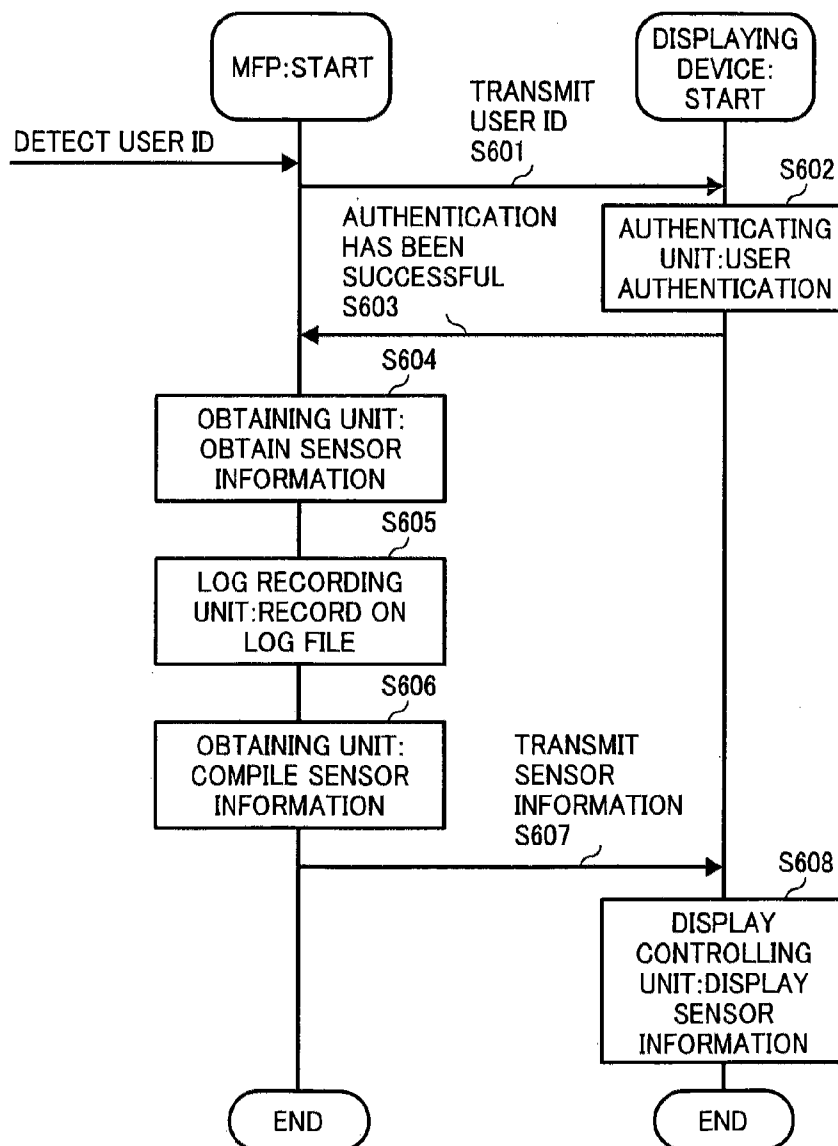 MFP:START
DISPLAYING
DEVICE:
START
DETECT USER ID
TRANSMIT
USER ID
S601
S602
AUTHENTICATING
UNIT:USER
AUTHENTICATION
AUTHENTICATION
HAS BEEN
SUCCESSFUL
S603
S604
OBTAINING UNIT:
OBTAIN SENSOR
INFORMATION
S605
LOG RECORDING
UNIT:RECORD ON
LOG FILE
S606
OBTAINING UNIT:
COMPILE SENSOR
INFORMATION
TRANSMIT
SENSOR
INFORMATION
S607
S608
DISPLAY
CONTROLLING
UNIT:DISPLAY
SENSOR
INFORMATION
END
END